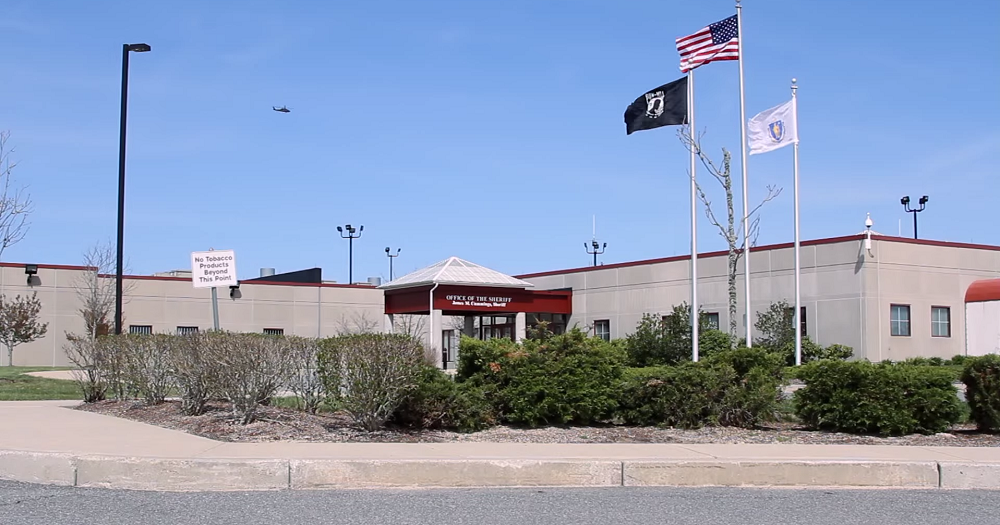 No Tobacco
Products
Beyond
This Point
OFFICE OF THE SHERIFF
James M. Cummings, Sheriff